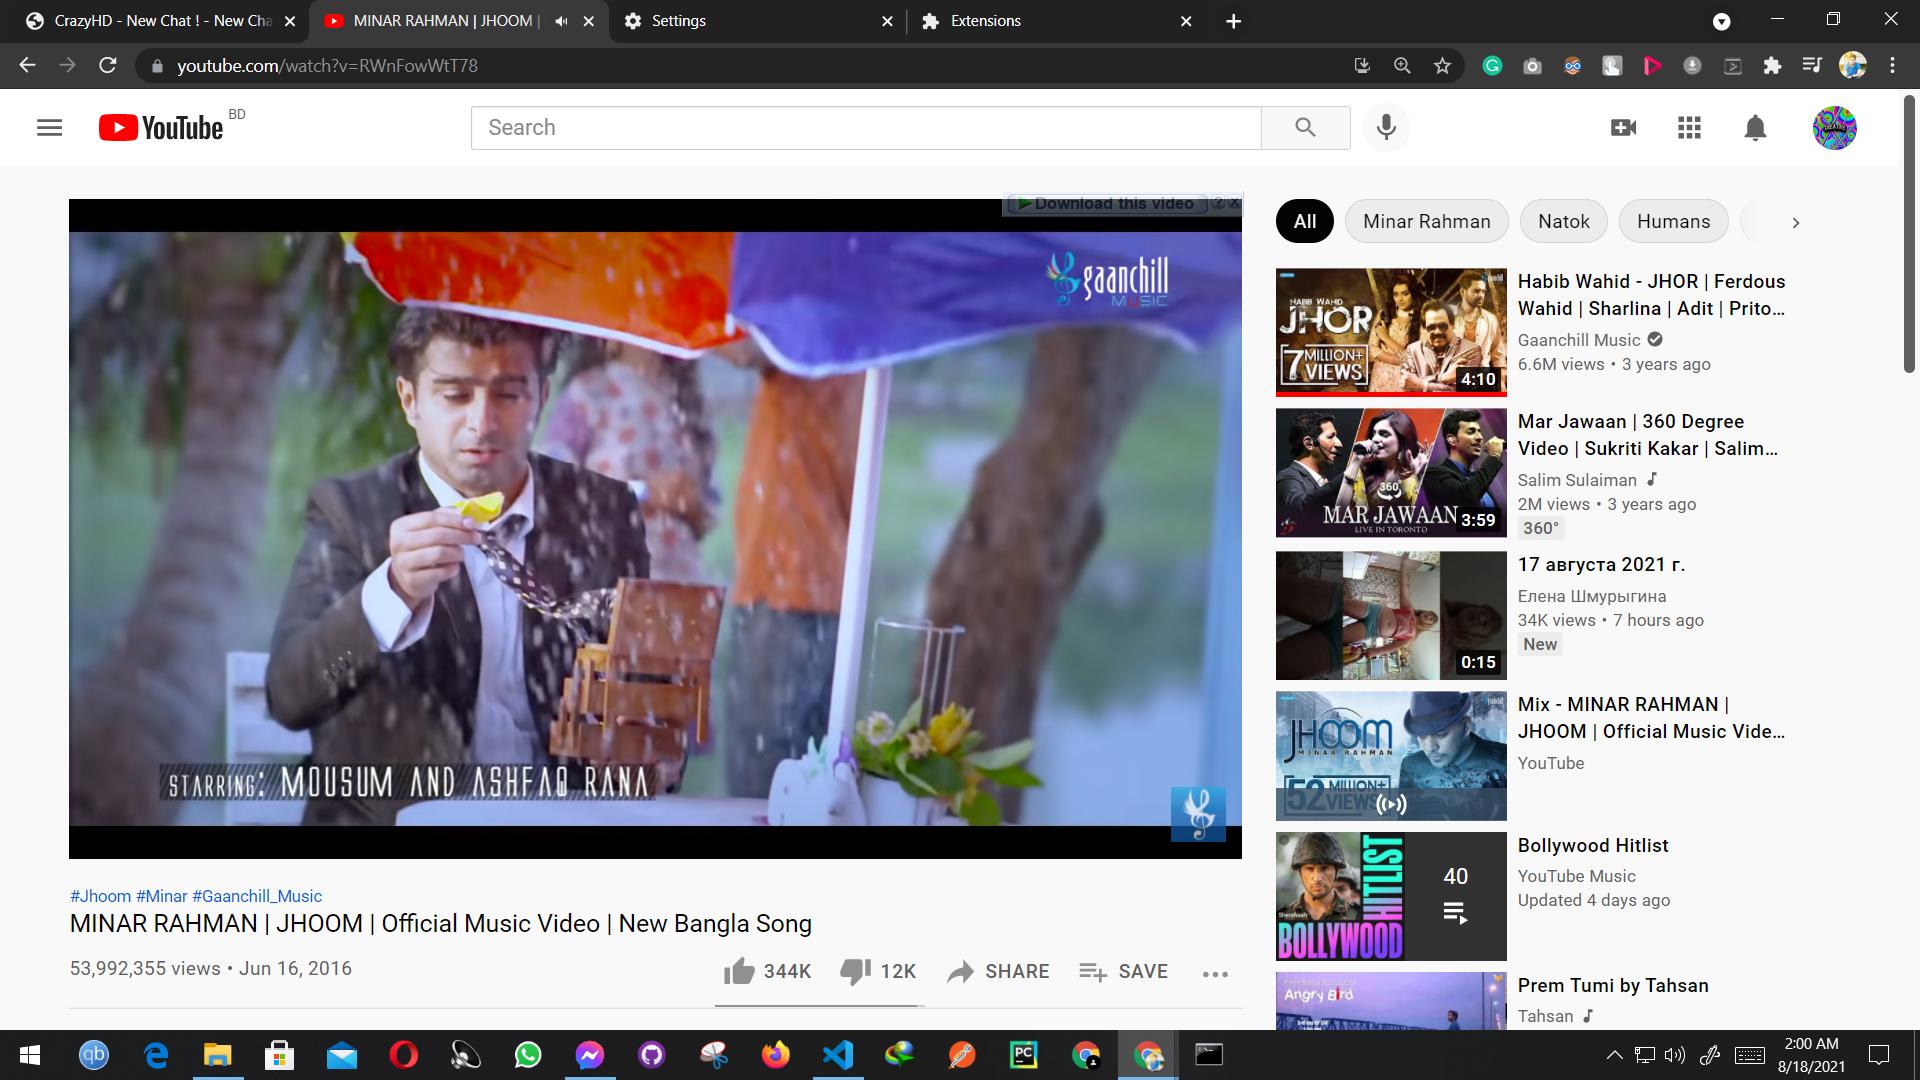 CrazyHD - New Chat ! - New Cha
MINAR RAHMAN | JHOOM |
Settings
Extensions
youtube.com/watch?v=RWnFowWtT78
YouTube BD
Search
Download this video ? X
gaanchill
MUSIC
STARRING: MOUSUM AND ASHFAQ RANA
#Jhoom #Minar #Gaanchill_Music
MINAR RAHMAN | JHOOM | Official Music Video | New Bangla Song
53,992,355 views • Jun 16, 2016
344K
12K
SHARE
SAVE
All
Minar Rahman
Natok
Humans
HABIB WAHID
JHOR
7 MILLION+
VIEWS
4:10
Habib Wahid - JHOR | Ferdous
Wahid | Sharlina | Adit | Prito...
Gaanchill Music
6.6M views • 3 years ago
360°
MAR JAWAAN
LIVE IN TORONTO
3:59
Mar Jawaan | 360 Degree
Video | Sukriti Kakar | Salim...
Salim Sulaiman
2M views • 3 years ago
360°
0:15
17 августа 2021 г.
Елена Шмурыгина
34K views • 7 hours ago
New
JHOOM
MINAR RAHMAN
52 MILLION+
VIEWS
Mix - MINAR RAHMAN |
JHOOM | Official Music Vide...
YouTube
Shershaah
BOLLYWOOD
HITLIST
40
Bollywood Hitlist
YouTube Music
Updated 4 days ago
Angry Bird
Prem Tumi by Tahsan
Tahsan
qb
PC
2:00 AM
8/18/2021